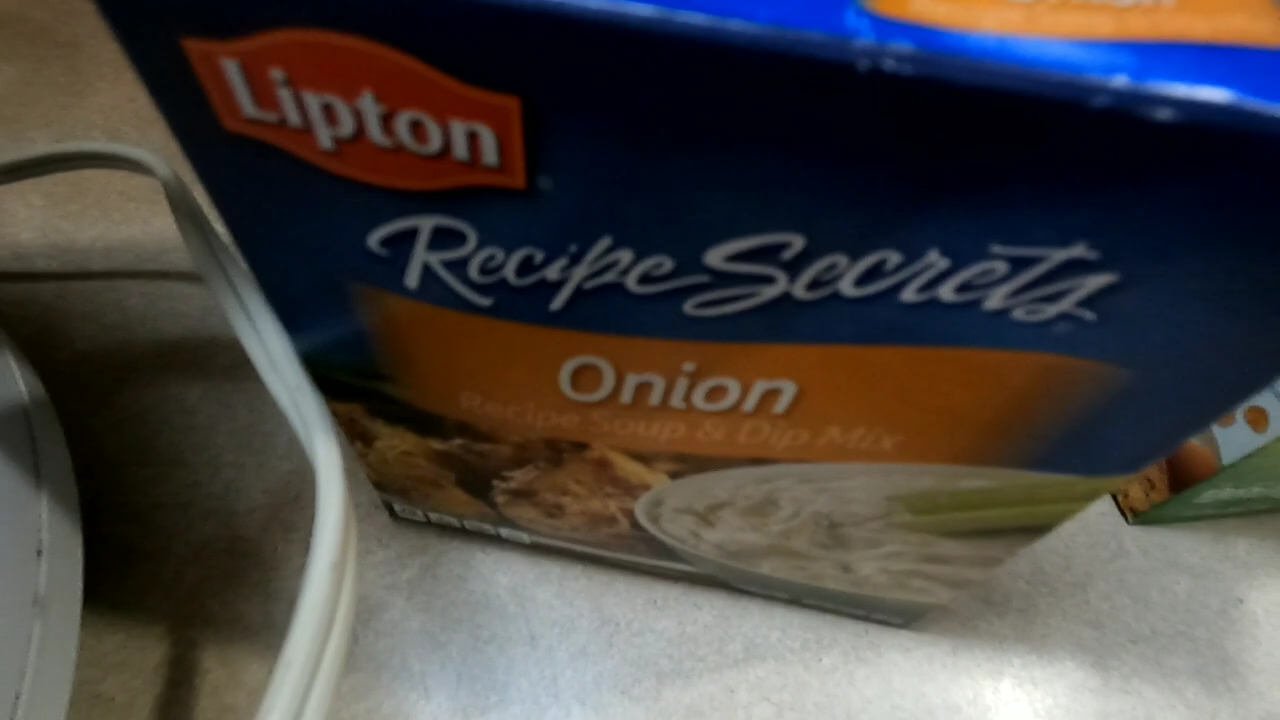 Lipton
Recipe Secrets
Onion
Recipe Soup & Dip Mix